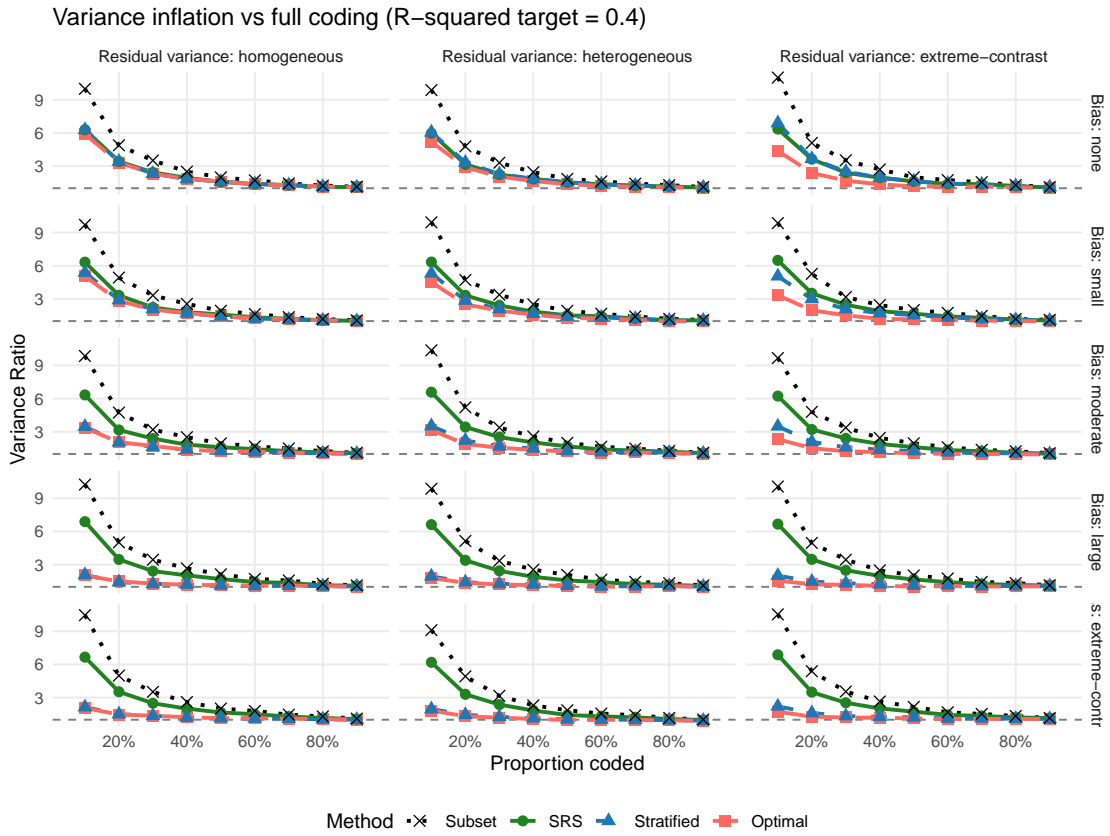 Variance inflation vs full coding (R−squared target = 0.4)
Residual variance: homogeneous
Residual variance: heterogeneous
Residual variance: extreme−contrast
Variance Ratio
9
6
3
Bias: none
9
6
3
Bias: small
9
6
3
Bias: moderate
9
6
3
Bias: large
9
6
3
s: extreme−contr
20% 40% 60% 80%
20% 40% 60% 80%
20% 40% 60% 80%
Proportion coded
Method Subset SRS Stratified Optimal